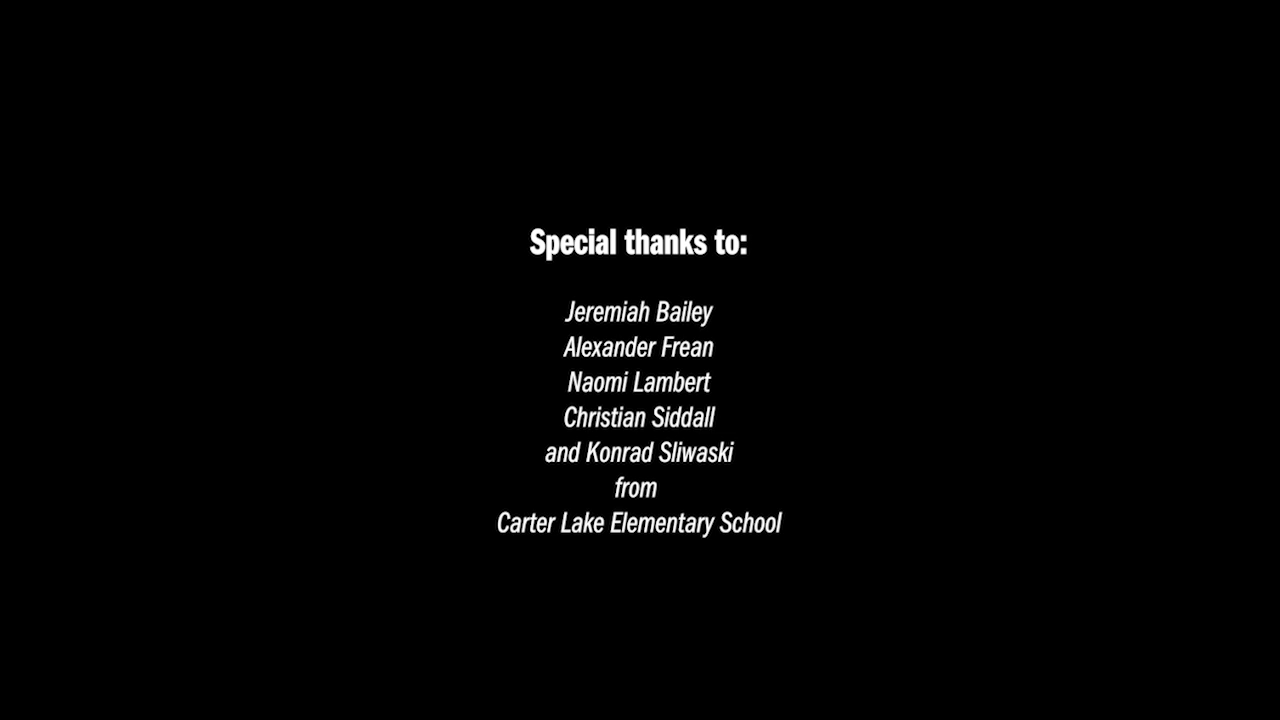 Special thanks to:
Jeremiah Bailey
Alexander Frean
Naomi Lambert
Christian Siddall
and Konrad Sliwaski
from
Carter Lake Elementary School